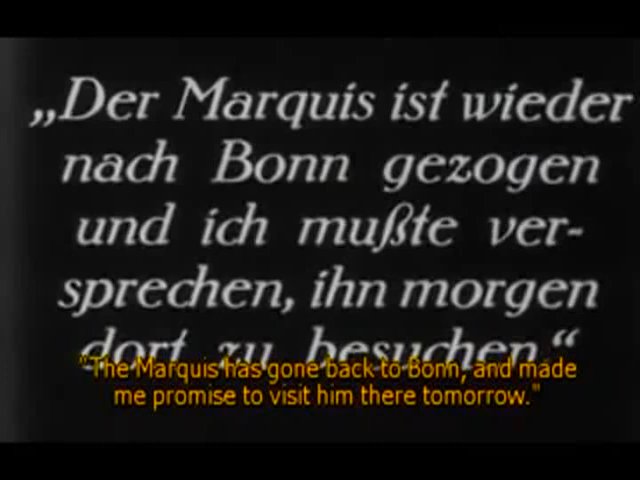 „Der Marquis ist wieder
nach Bonn gezogen
und ich mußte ver-
sprechen, ihn morgen
dort zu besuchen.“
"The Marquis has gone back to Bonn, and made
me promise to visit him there tomorrow."